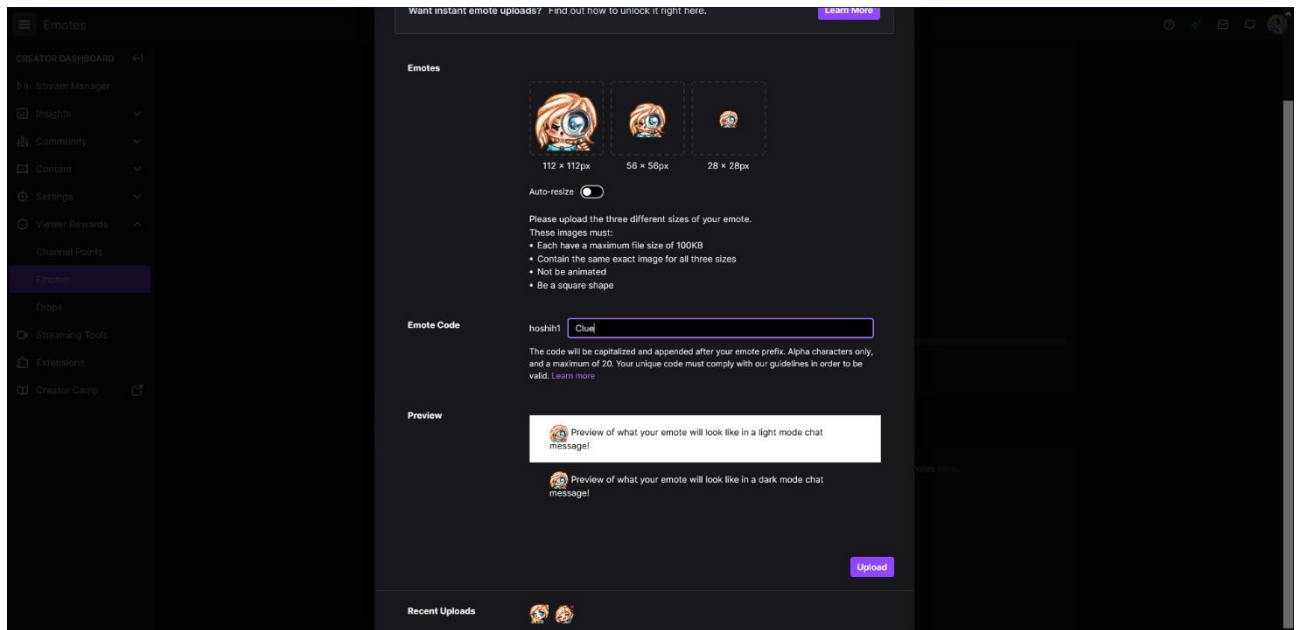 Want instant emote uploads? Find out how to unlock it right here.
Learn More
Emotes
CREATOR DASHBOARD
Stream Manager
Insights
Community
Content
Settings
Viewer Rewards
Channel Points
Emotes
Drops
Streaming Tools
Extensions
Creator Camp
Emotes
112 × 112px
56 × 56px
28 × 28px
Auto-resize
Please upload the three different sizes of your emote.
These images must:
• Each have a maximum file size of 100KB
• Contain the same exact image for all three sizes
• Not be animated
• Be a square shape
Emote Code
hoshih1
Clue
The code will be capitalized and appended after your emote prefix. Alpha characters only,
and a maximum of 20. Your unique code must comply with our guidelines in order to be
valid. Learn more
Preview
Preview of what your emote will look like in a light mode chat
message!
Preview of what your emote will look like in a dark mode chat
message!
Upload
Recent Uploads